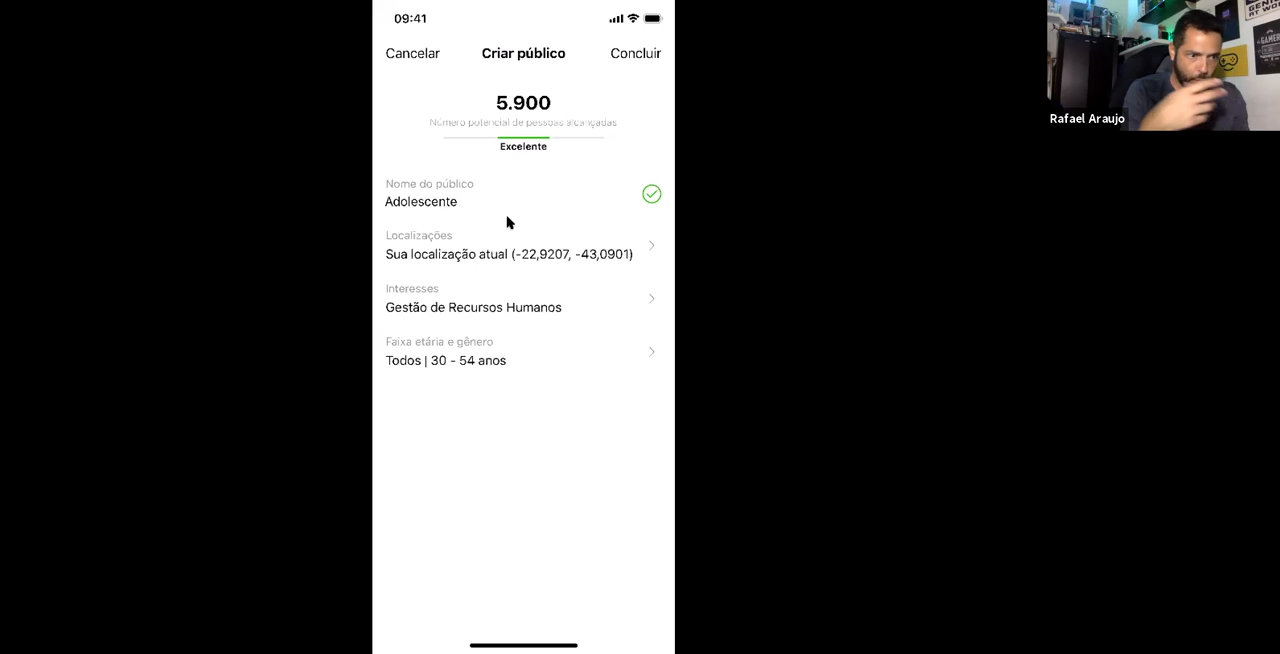 09:41
Cancelar
Criar público
Concluir
5.900
Número potencial de pessoas alcançadas
Excelente
Nome do público
Adolescente
Localizações
Sua localização atual (-22,9207, -43,0901)
Interesses
Gestão de Recursos Humanos
Faixa etária e gênero
Todos | 30 - 54 anos
Rafael Araujo
GAMER